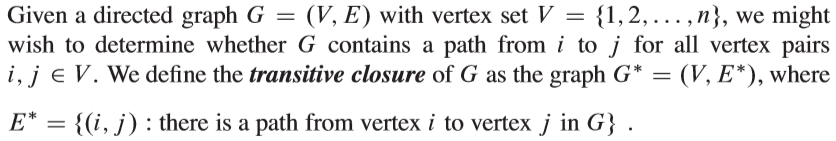 Given a directed graph G = (V, E) with vertex set V = {1, 2, . . . , n}, we might
wish to determine whether G contains a path from i to j for all vertex pairs
i, j ∈ V. We define the transitive closure of G as the graph G* = (V, E*), where
E* = {(i, j) : there is a path from vertex i to vertex j in G} .